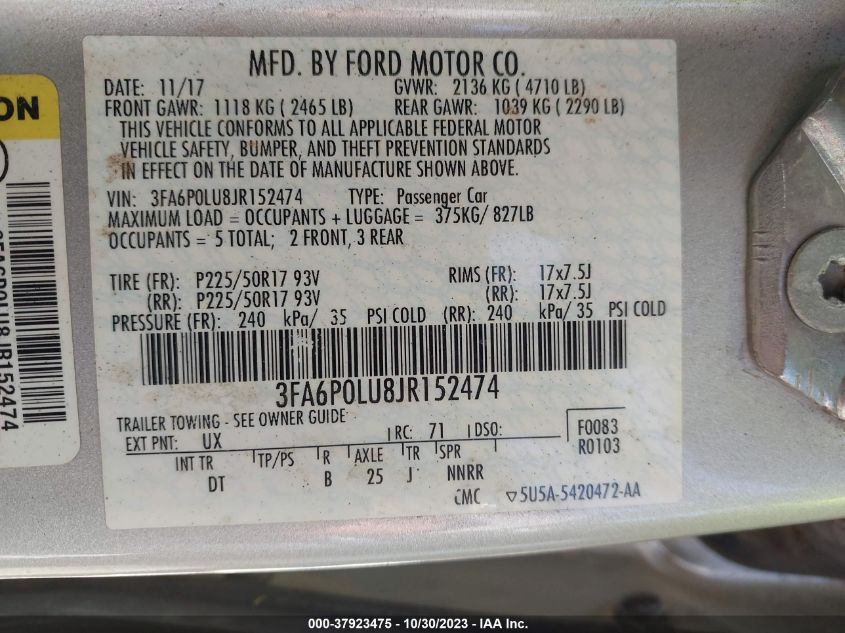 MFD. BY FORD MOTOR CO.
DATE: 11/17 GVWR: 2136 KG ( 4710 LB)
FRONT GAWR: 1118 KG ( 2465 LB) REAR GAWR: 1039 KG ( 2290 LB)
THIS VEHICLE CONFORMS TO ALL APPLICABLE FEDERAL MOTOR
VEHICLE SAFETY, BUMPER, AND THEFT PREVENTION STANDARDS
IN EFFECT ON THE DATE OF MANUFACTURE SHOWN ABOVE.
VIN: 3FA6P0LU8JR152474 TYPE: Passenger Car
MAXIMUM LOAD = OCCUPANTS + LUGGAGE = 375KG/ 827LB
OCCUPANTS = 5 TOTAL; 2 FRONT, 3 REAR
TIRE (FR): P225/50R17 93V RIMS (FR): 17x7.5J
(RR): P225/50R17 93V (RR): 17x7.5J
PRESSURE (FR): 240 kPa/ 35 PSI COLD (RR): 240 kPa/ 35 PSI COLD
3FA6P0LU8JR152474
TRAILER TOWING - SEE OWNER GUIDE
EXT PNT: UX RC: 71 DSO:
F0083
R0103
INT TR TP/PS R AXLE TR SPR
DT B 25 J NNRR
CMC ▽5U5A-5420472-AA
ON
3FA6P0LU8JR152474
000-37923475 - 10/30/2023 - IAA Inc.